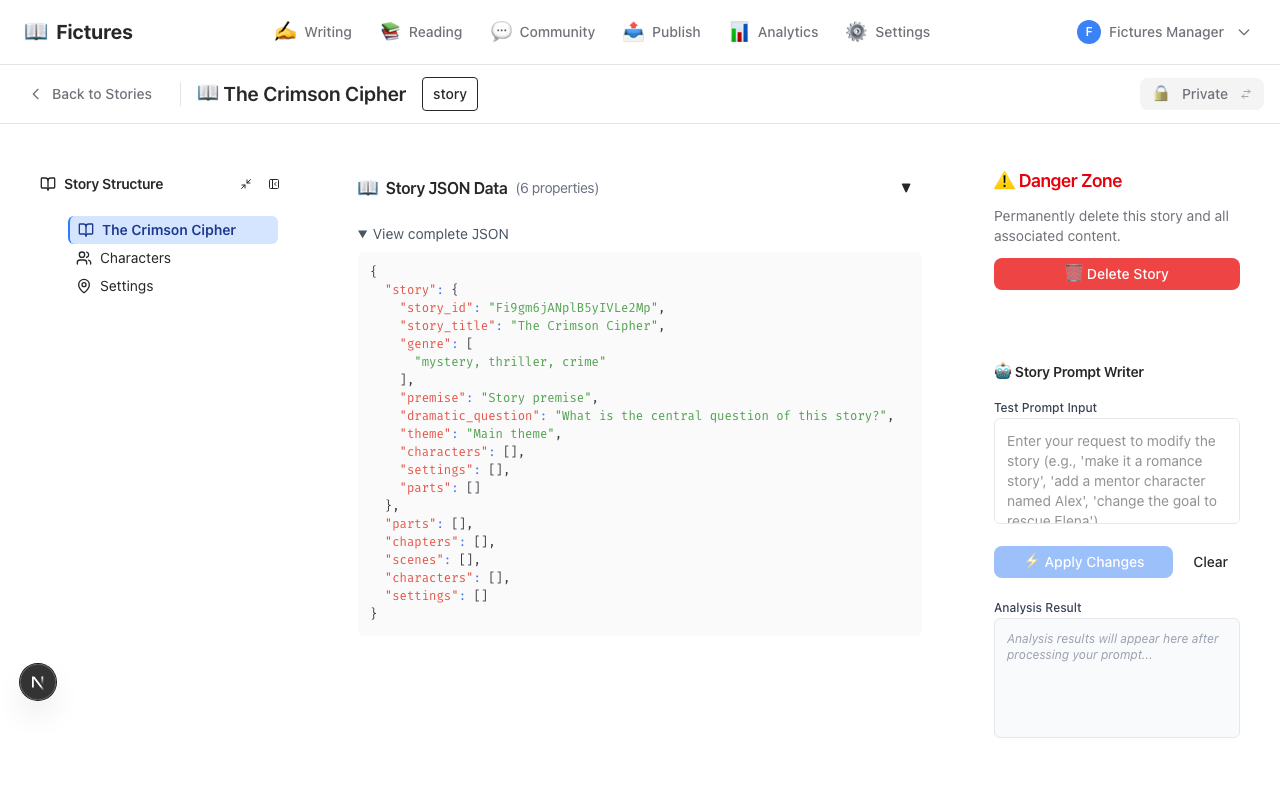 Fictures
Writing
Reading
Community
Publish
Analytics
Settings
F
Fictures Manager
Back to Stories
The Crimson Cipher
story
Private
Story Structure
The Crimson Cipher
Characters
Settings
Story JSON Data (6 properties)
▼
▼ View complete JSON
{
  "story": {
    "story_id": "Fi9gm6jANplB5yIVLe2Mp",
    "story_title": "The Crimson Cipher",
    "genre": [
      "mystery, thriller, crime"
    ],
    "premise": "Story premise",
    "dramatic_question": "What is the central question of this story?",
    "theme": "Main theme",
    "characters": [],
    "settings": [],
    "parts": []
  },
  "parts": [],
  "chapters": [],
  "scenes": [],
  "characters": [],
  "settings": []
}
Danger Zone
Permanently delete this story and all
associated content.
Delete Story
Story Prompt Writer
Test Prompt Input
Enter your request to modify the
story (e.g., 'make it a romance
story', 'add a mentor character
named Alex', 'change the goal to
rescue Elena')
Apply Changes
Clear
Analysis Result
Analysis results will appear here after
processing your prompt...
N